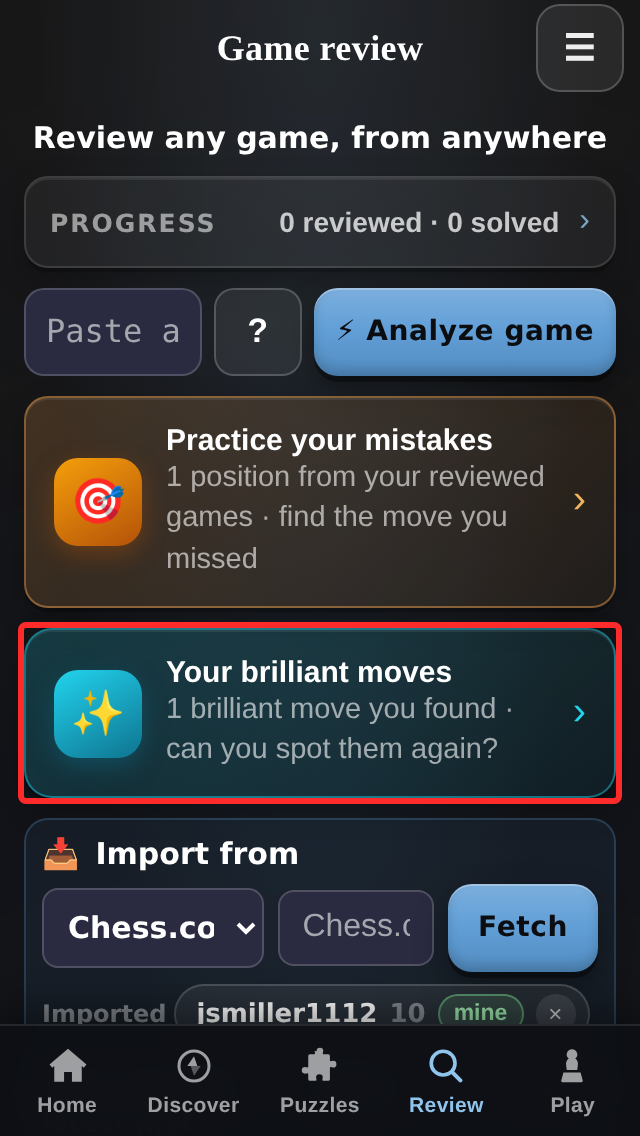 Game review
Review any game, from anywhere
PROGRESS 0 reviewed · 0 solved ›
Paste a ? ⚡ Analyze game
Practice your mistakes
1 position from your reviewed
games · find the move you
missed
›
Your brilliant moves
1 brilliant move you found ·
can you spot them again?
›
📥 Import from
Chess.co Chess.c Fetch
Imported jsmiller1112 10 mine ×
Home Discover Puzzles Review Play